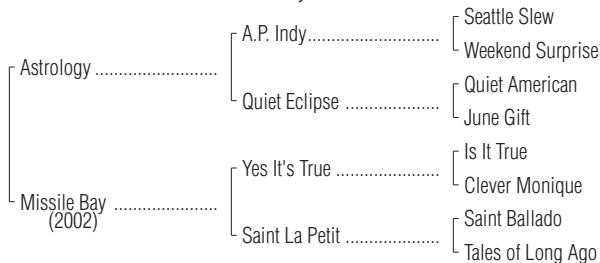 Seattle Slew
A.P. Indy........................
Weekend Surprise
Astrology ......................
Quiet American
Quiet Eclipse .................
June Gift
Is It True
Yes It's True ..................
Clever Monique
Missile Bay ..................
(2002)
Saint Ballado
Saint La Petit .................
Tales of Long Ago